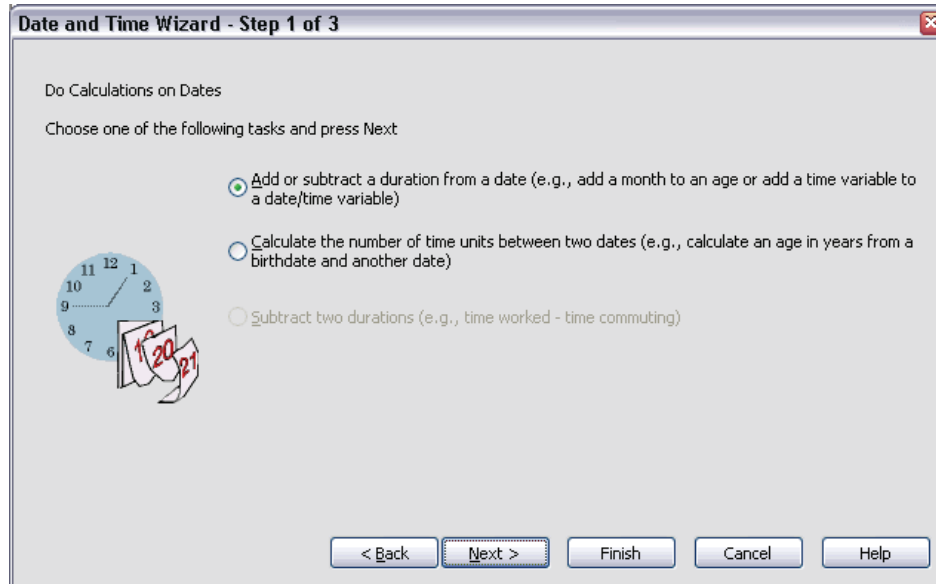 Date and Time Wizard - Step 1 of 3
Do Calculations on Dates
Choose one of the following tasks and press Next
Add or subtract a duration from a date (e.g., add a month to an age or add a time variable to
a date/time variable)
Calculate the number of time units between two dates (e.g., calculate an age in years from a
birthdate and another date)
Subtract two durations (e.g., time worked - time commuting)
11 12 1
10 2
9 3
8
7 6
20
21
< Back Next > Finish Cancel Help